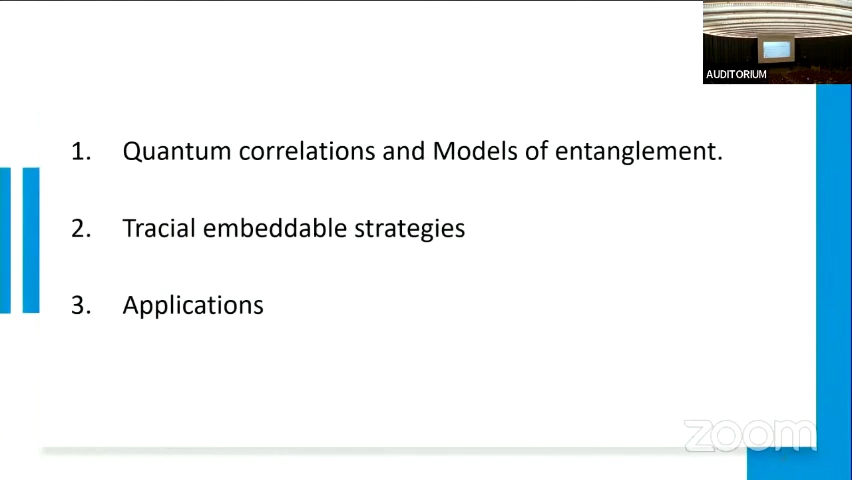 AUDITORIUM
1. Quantum correlations and Models of entanglement.
2. Tracial embeddable strategies
3. Applications
zoom